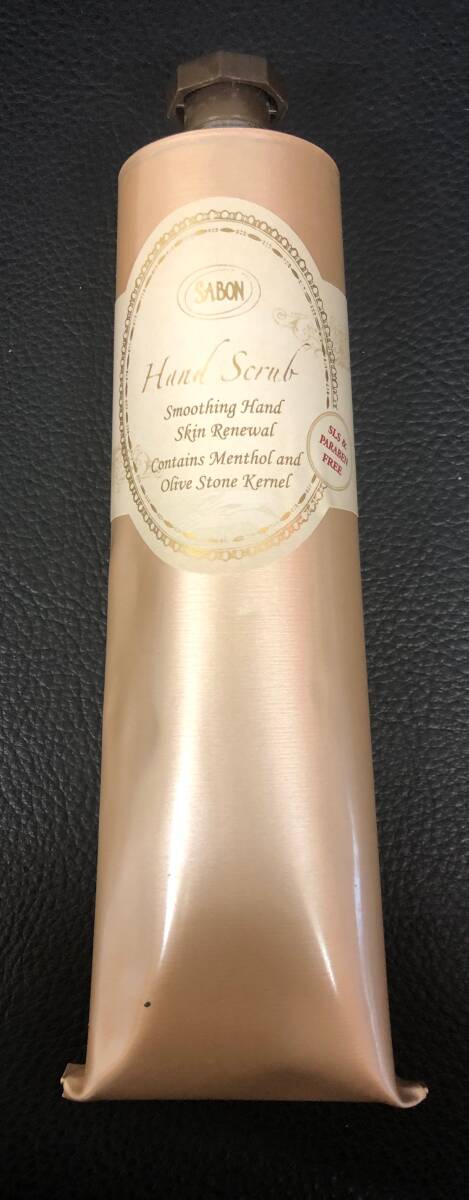 SABON
Hand Scrub
Smoothing Hand
Skin Renewal
Contains Menthol and
Olive Stone Kernel
SLS &
PARABEN
FREE